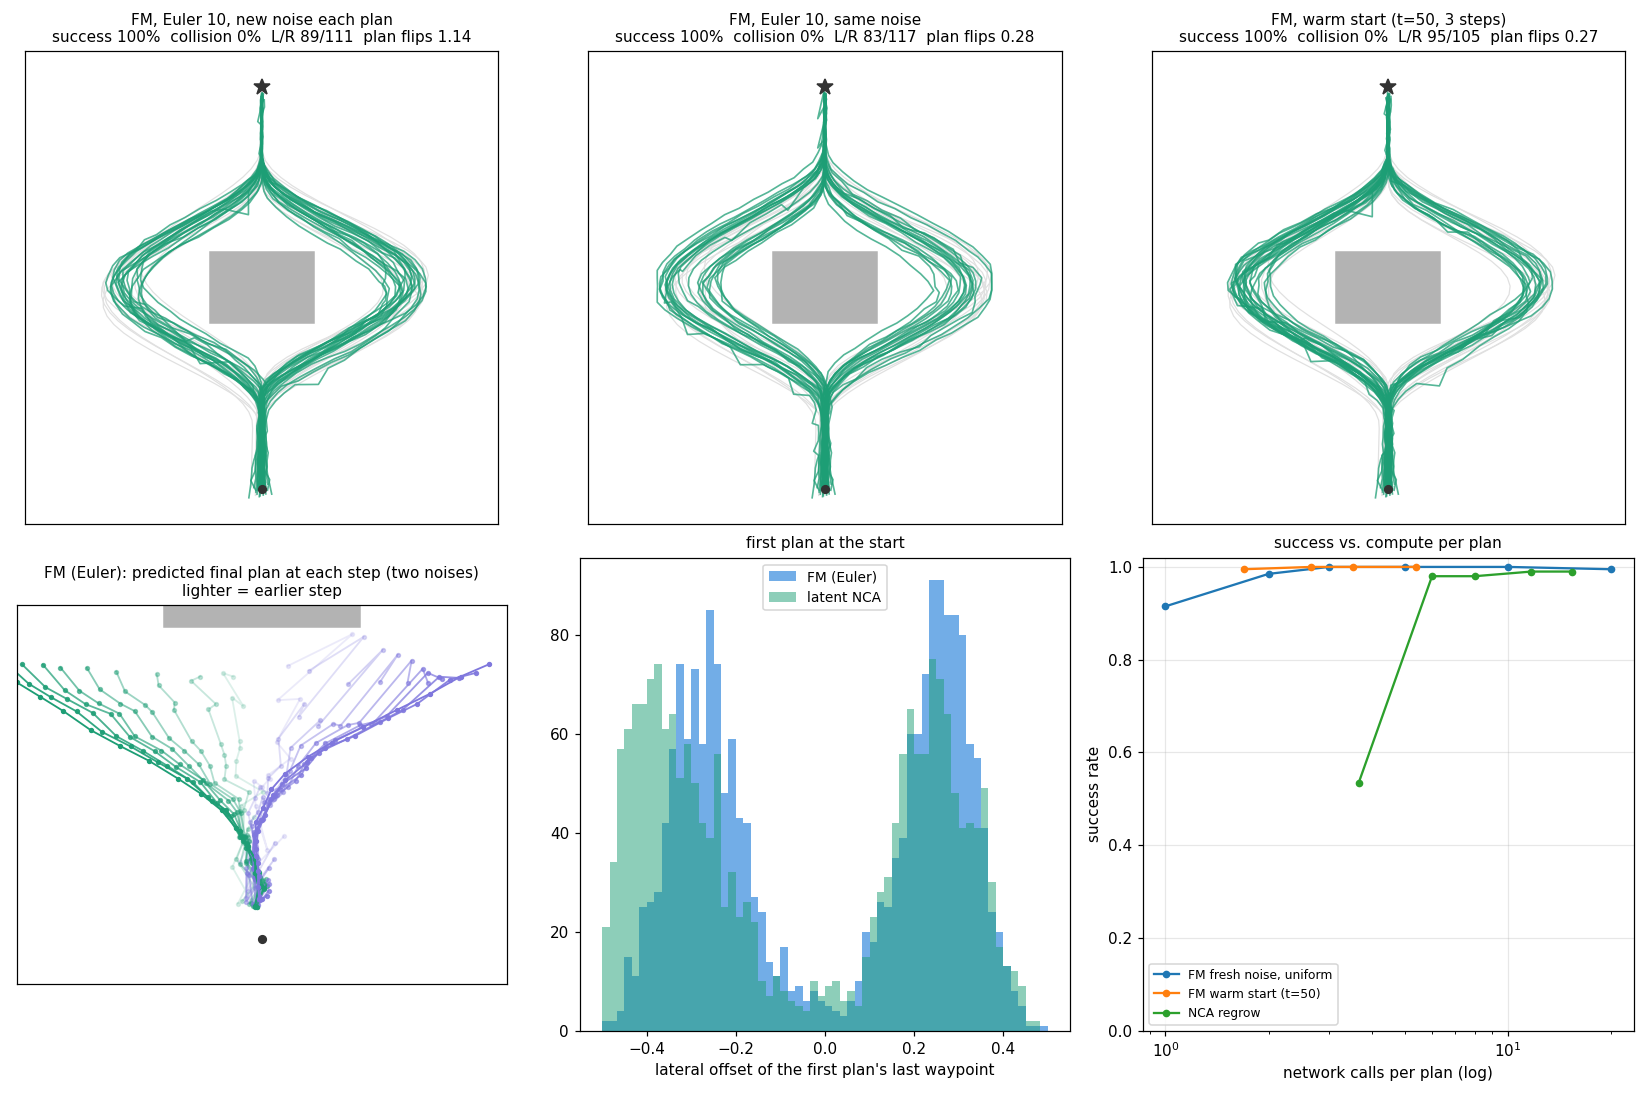 FM, Euler 10, new noise each plan
success 100%  collision 0%  L/R 89/111  plan flips 1.14
FM, Euler 10, same noise
success 100%  collision 0%  L/R 83/117  plan flips 0.28
FM, warm start (t=50, 3 steps)
success 100%  collision 0%  L/R 95/105  plan flips 0.27
FM (Euler): predicted final plan at each step (two noises)
lighter = earlier step
first plan at the start
FM (Euler)
latent NCA
80
60
40
20
0
−0.4
−0.2
0.0
0.2
0.4
lateral offset of the first plan's last waypoint
success vs. compute per plan
success rate
1.0
0.8
0.6
0.4
0.2
0.0
FM fresh noise, uniform
FM warm start (t=50)
NCA regrow
10⁰
10¹
network calls per plan (log)